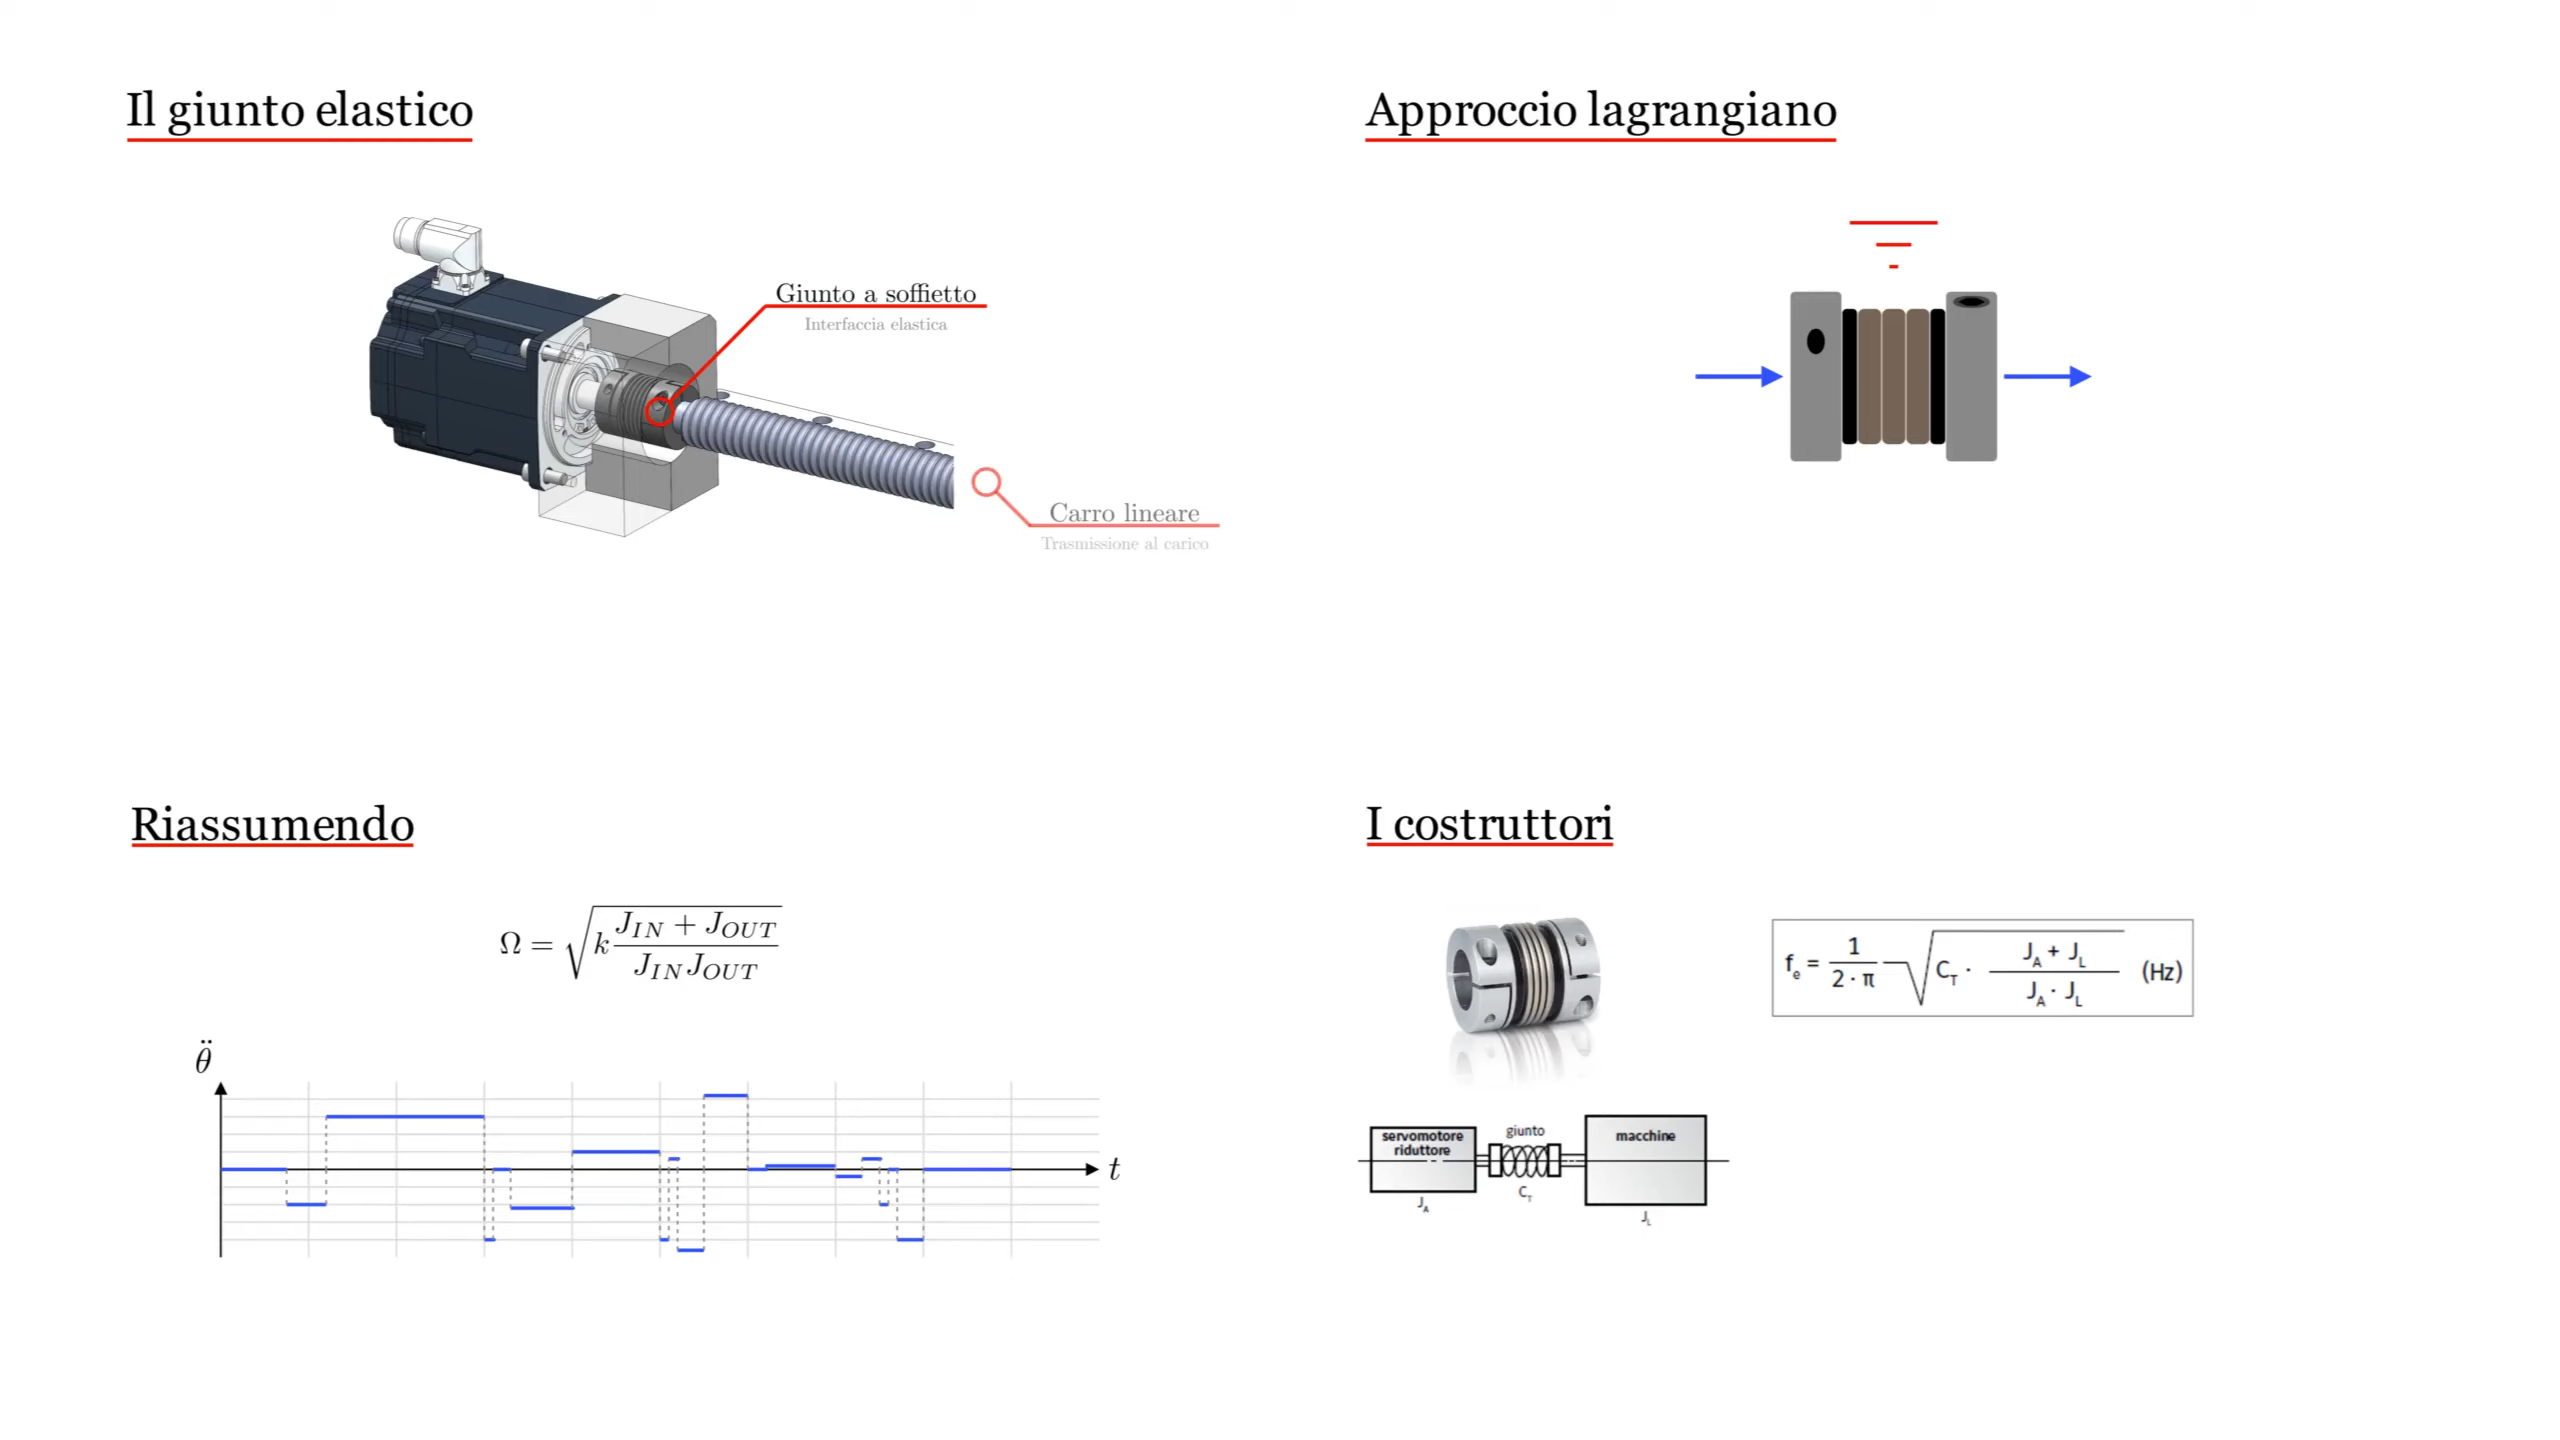 Il giunto elastico
Giunto a soffietto
Interfaccia elastica
Carro lineare
Trasmissione al carico
Approccio lagrangiano
Riassumendo
Ω = √(k (J_IN + J_OUT) / (J_IN J_OUT))
θ̈
t
I costruttori
f_e = 1 / (2 · π) √(C_T · (J_A + J_L) / (J_A · J_L)) (Hz)
servomotore
riduttore
giunto
macchine
C_T
J_A
J_L